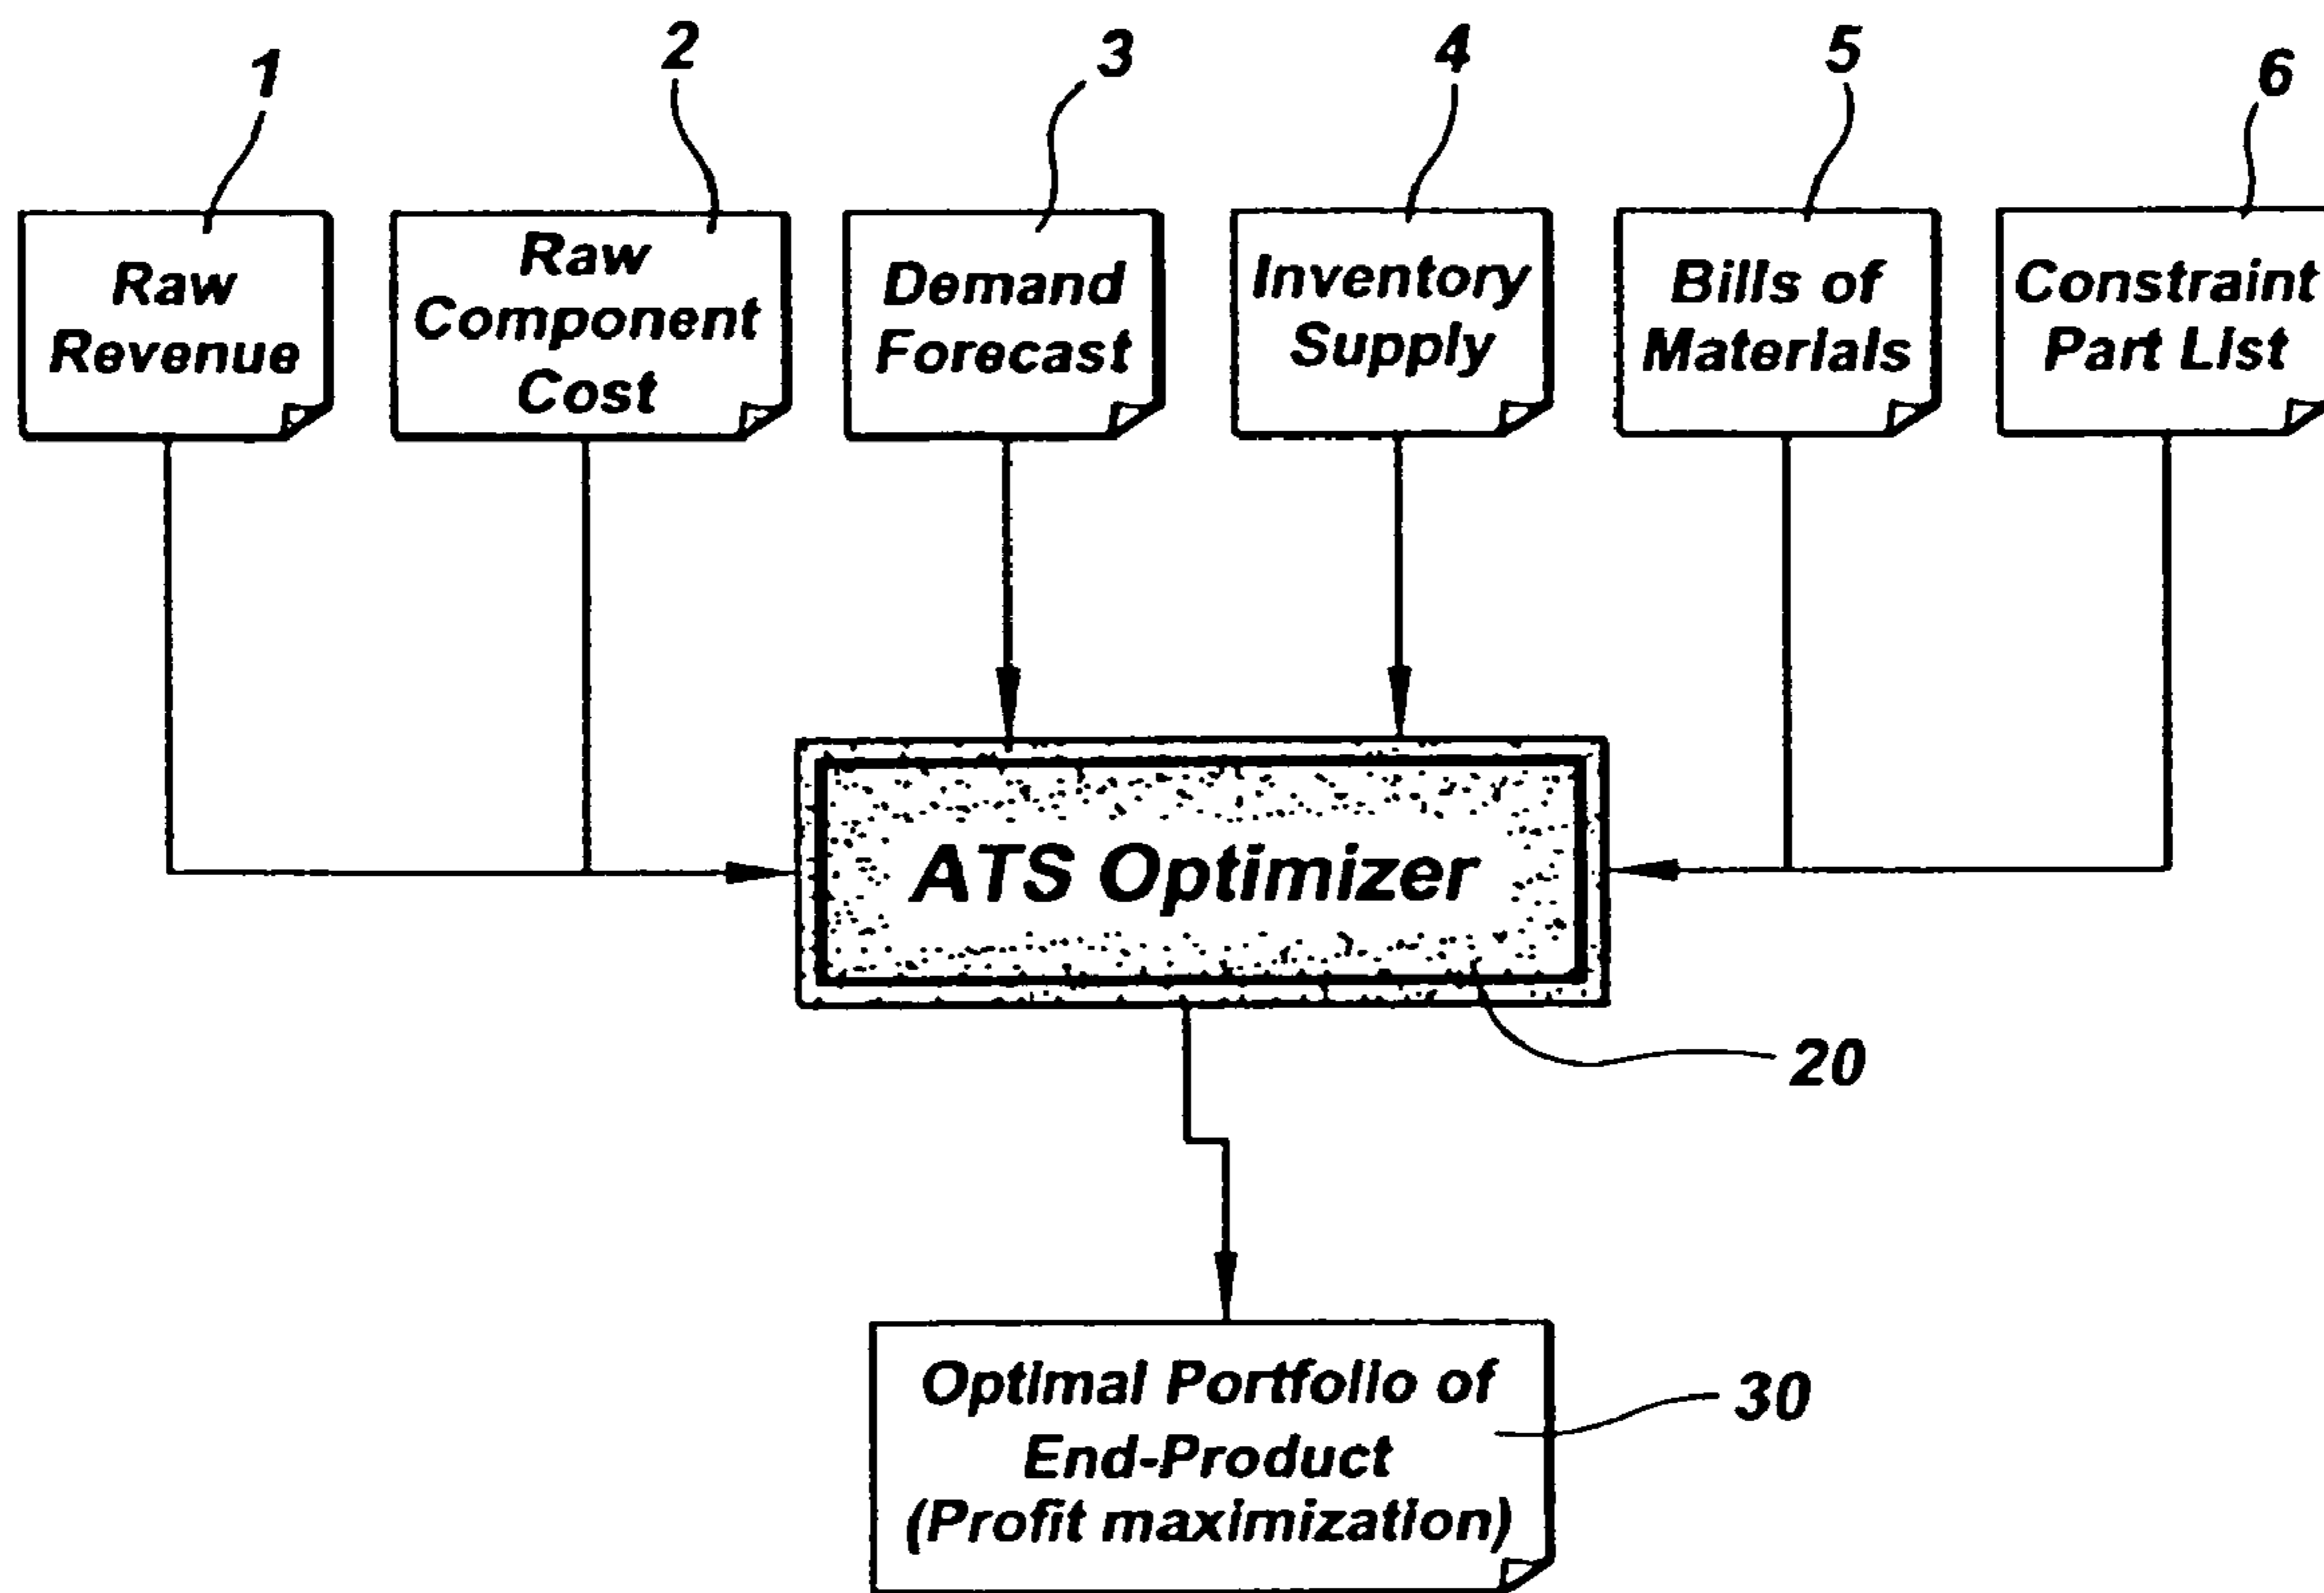 1
2
3
4
5
6
Raw
Revenue
Raw
Component
Cost
Demand
Forecast
Inventory
Supply
Bills of
Materials
Constraint
Part List
ATS Optimizer
20
Optimal Portfolio of
End-Product
(Profit maximization)
30